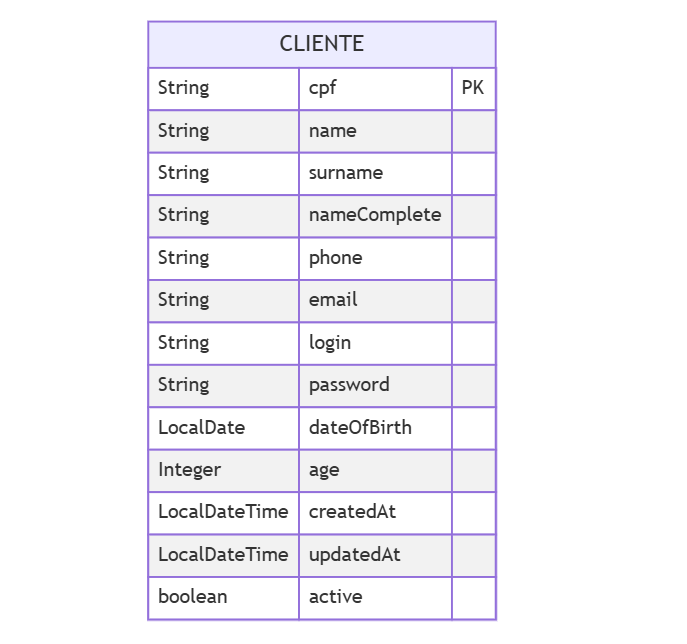 CLIENTE
String cpf PK
String name
String surname
String nameComplete
String phone
String email
String login
String password
LocalDate dateOfBirth
Integer age
LocalDateTime createdAt
LocalDateTime updatedAt
boolean active